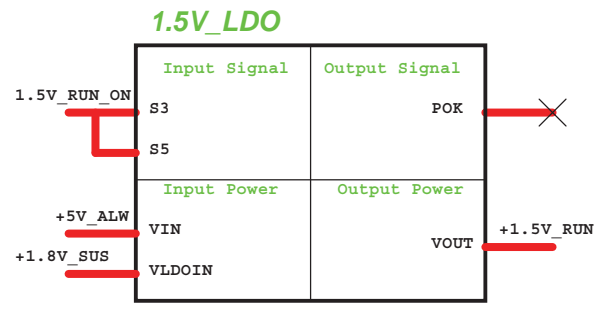 1.5V_LDO
Input Signal
Output Signal
1.5V_RUN_ON
S3
POK
S5
Input Power
Output Power
+5V_ALW
VIN
+1.5V_RUN
VOUT
+1.8V_SUS
VLDOIN